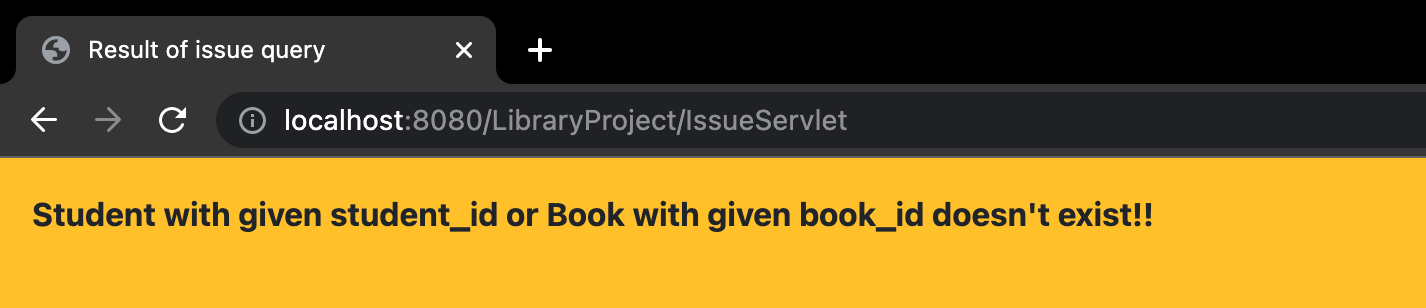 Result of issue query
localhost:8080/LibraryProject/IssueServlet
Student with given student_id or Book with given book_id doesn't exist!!